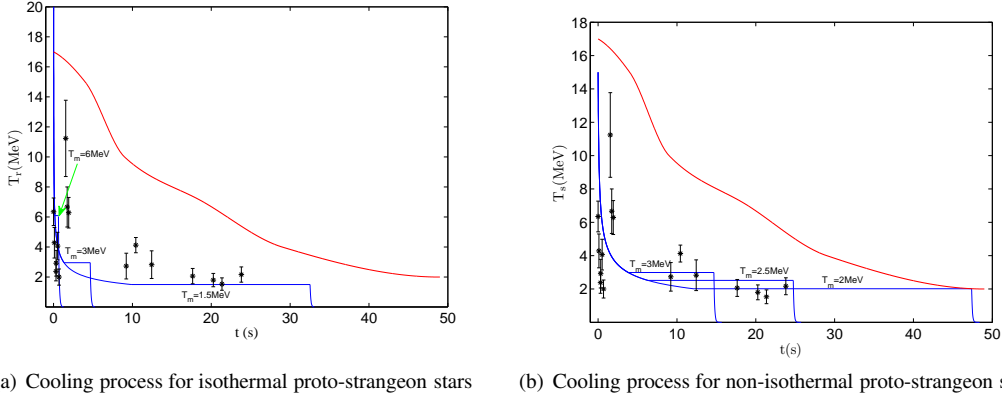 20
18
16
14
12
10
8
6
4
2
0
T_r(MeV)
T_m=6MeV
T_m=3MeV
T_m=1.5MeV
0 10 20 30 40 50
t (s)
18
16
14
12
10
8
6
4
2
T_s(MeV)
T_m=3MeV
T_m=2.5MeV
T_m=2MeV
0 10 20 30 40 50
t(s)
a) Cooling process for isothermal proto-strangeon stars
(b) Cooling process for non-isothermal proto-strangeon s